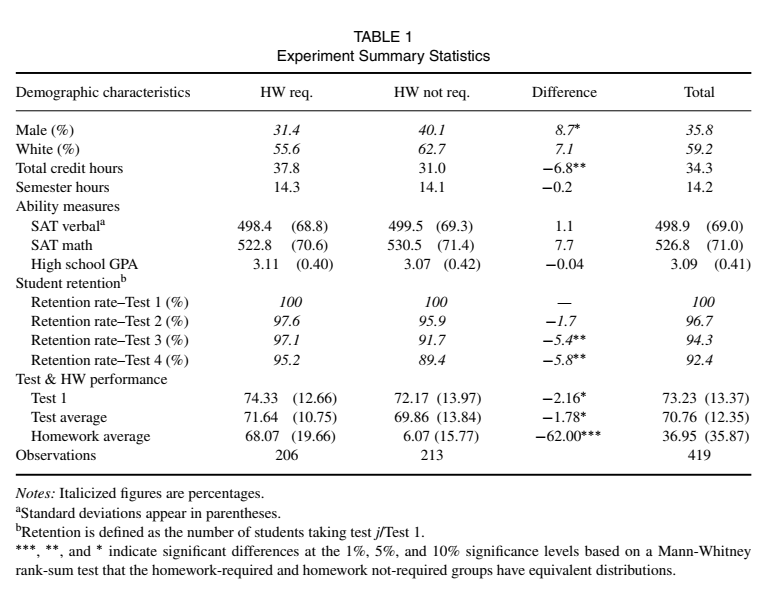 TABLE 1
Experiment Summary Statistics
Demographic characteristics HW req. HW not req. Difference Total
Male (%) 31.4 40.1 8.7* 35.8
White (%) 55.6 62.7 7.1 59.2
Total credit hours 37.8 31.0 −6.8** 34.3
Semester hours 14.3 14.1 −0.2 14.2
Ability measures
SAT verbalᵃ 498.4 (68.8) 499.5 (69.3) 1.1 498.9 (69.0)
SAT math 522.8 (70.6) 530.5 (71.4) 7.7 526.8 (71.0)
High school GPA 3.11 (0.40) 3.07 (0.42) −0.04 3.09 (0.41)
Student retentionᵇ
Retention rate–Test 1 (%) 100 100 — 100
Retention rate–Test 2 (%) 97.6 95.9 −1.7 96.7
Retention rate–Test 3 (%) 97.1 91.7 −5.4** 94.3
Retention rate–Test 4 (%) 95.2 89.4 −5.8** 92.4
Test & HW performance
Test 1 74.33 (12.66) 72.17 (13.97) −2.16* 73.23 (13.37)
Test average 71.64 (10.75) 69.86 (13.84) −1.78* 70.76 (12.35)
Homework average 68.07 (19.66) 6.07 (15.77) −62.00*** 36.95 (35.87)
Observations 206 213 419
Notes: Italicized figures are percentages.
ᵃStandard deviations appear in parentheses.
ᵇRetention is defined as the number of students taking test j/Test 1.
***, **, and * indicate significant differences at the 1%, 5%, and 10% significance levels based on a Mann-Whitney
rank-sum test that the homework-required and homework not-required groups have equivalent distributions.